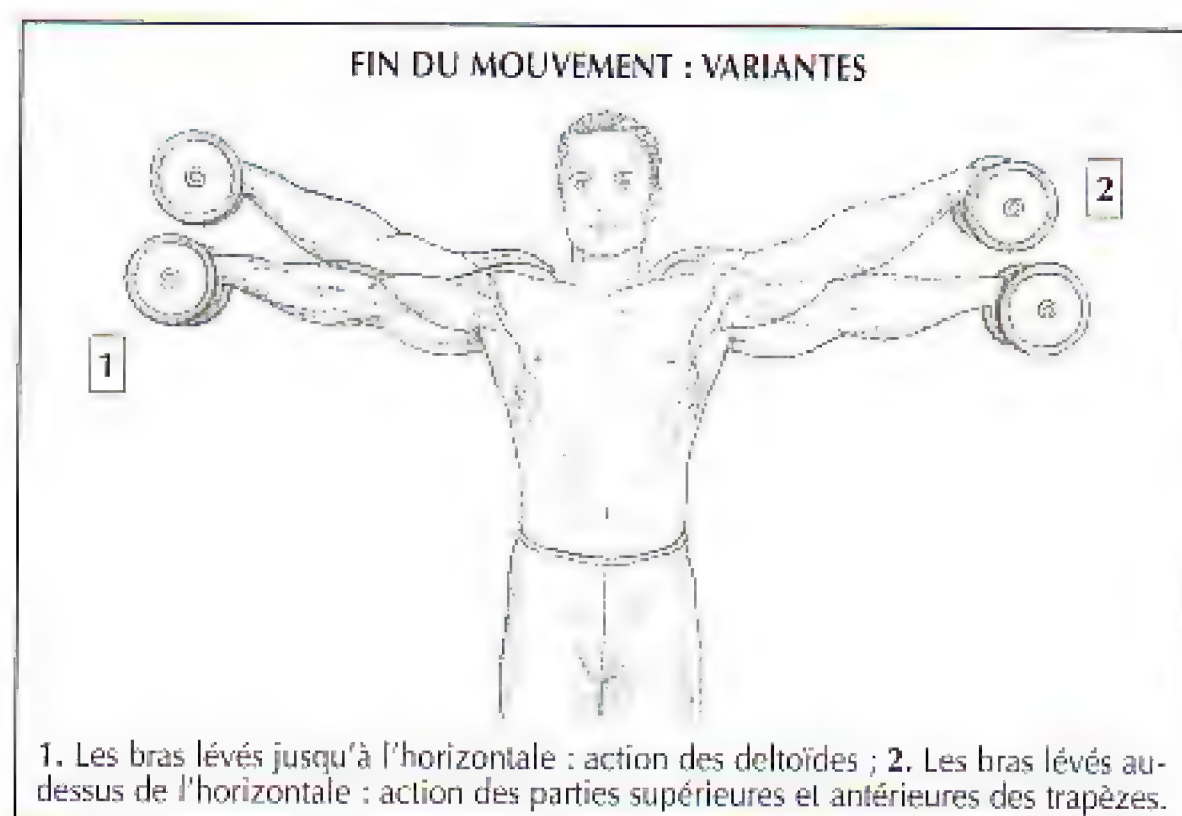 FIN DU MOUVEMENT : VARIANTES
2
1
1. Les bras lévés jusqu'à l'horizontale : action des deltoïdes ; 2. Les bras lévés au-
dessus de l'horizontale : action des parties supérieures et antérieures des trapèzes.